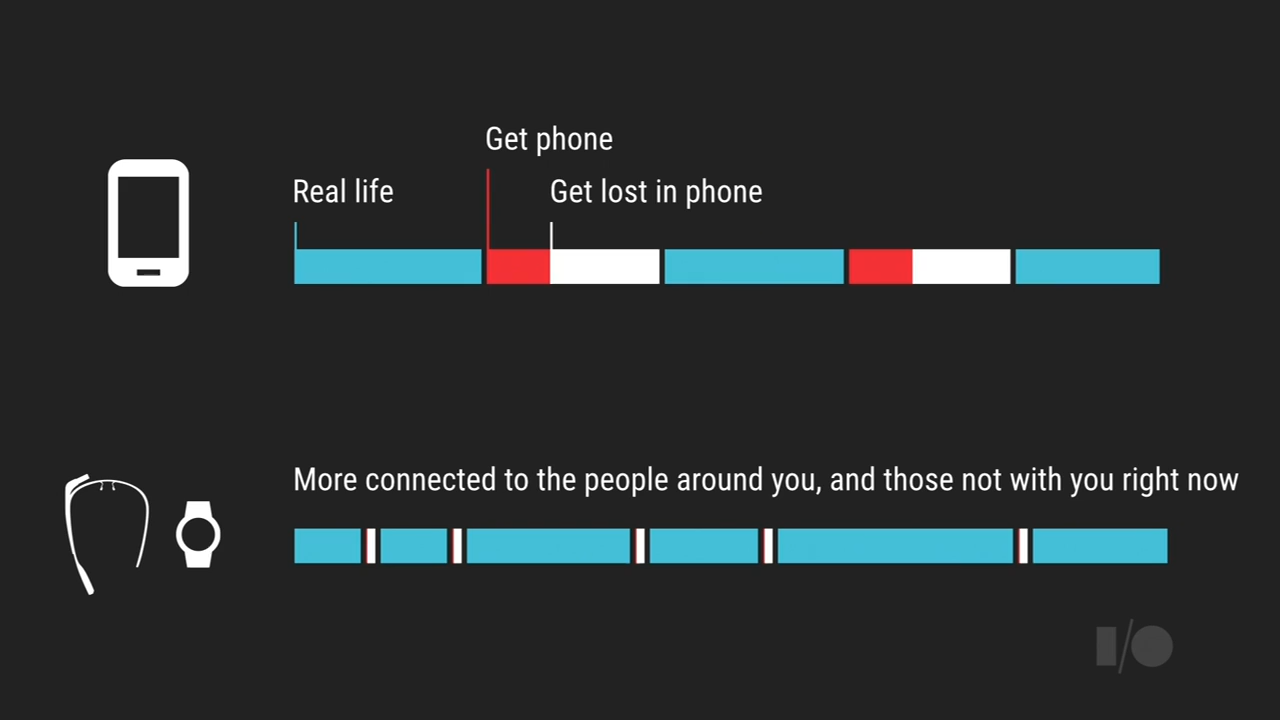 Get phone
Real life
Get lost in phone
More connected to the people around you, and those not with you right now
I/O